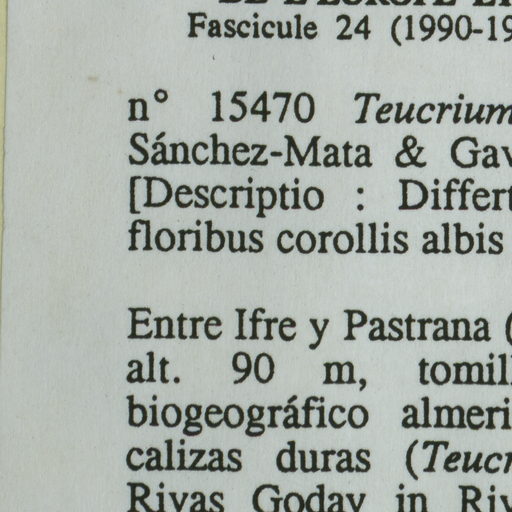 DE L'EUROPE
Fascicule 24 (1990-19
n° 15470 Teucrium
Sánchez-Mata & Gav
[Descriptio : Differt
floribus corollis albis
Entre Ifre y Pastrana (
alt. 90 m, tomil
biogeográfico almeri
calizas duras (Teucr
Rivas Goday in Riv